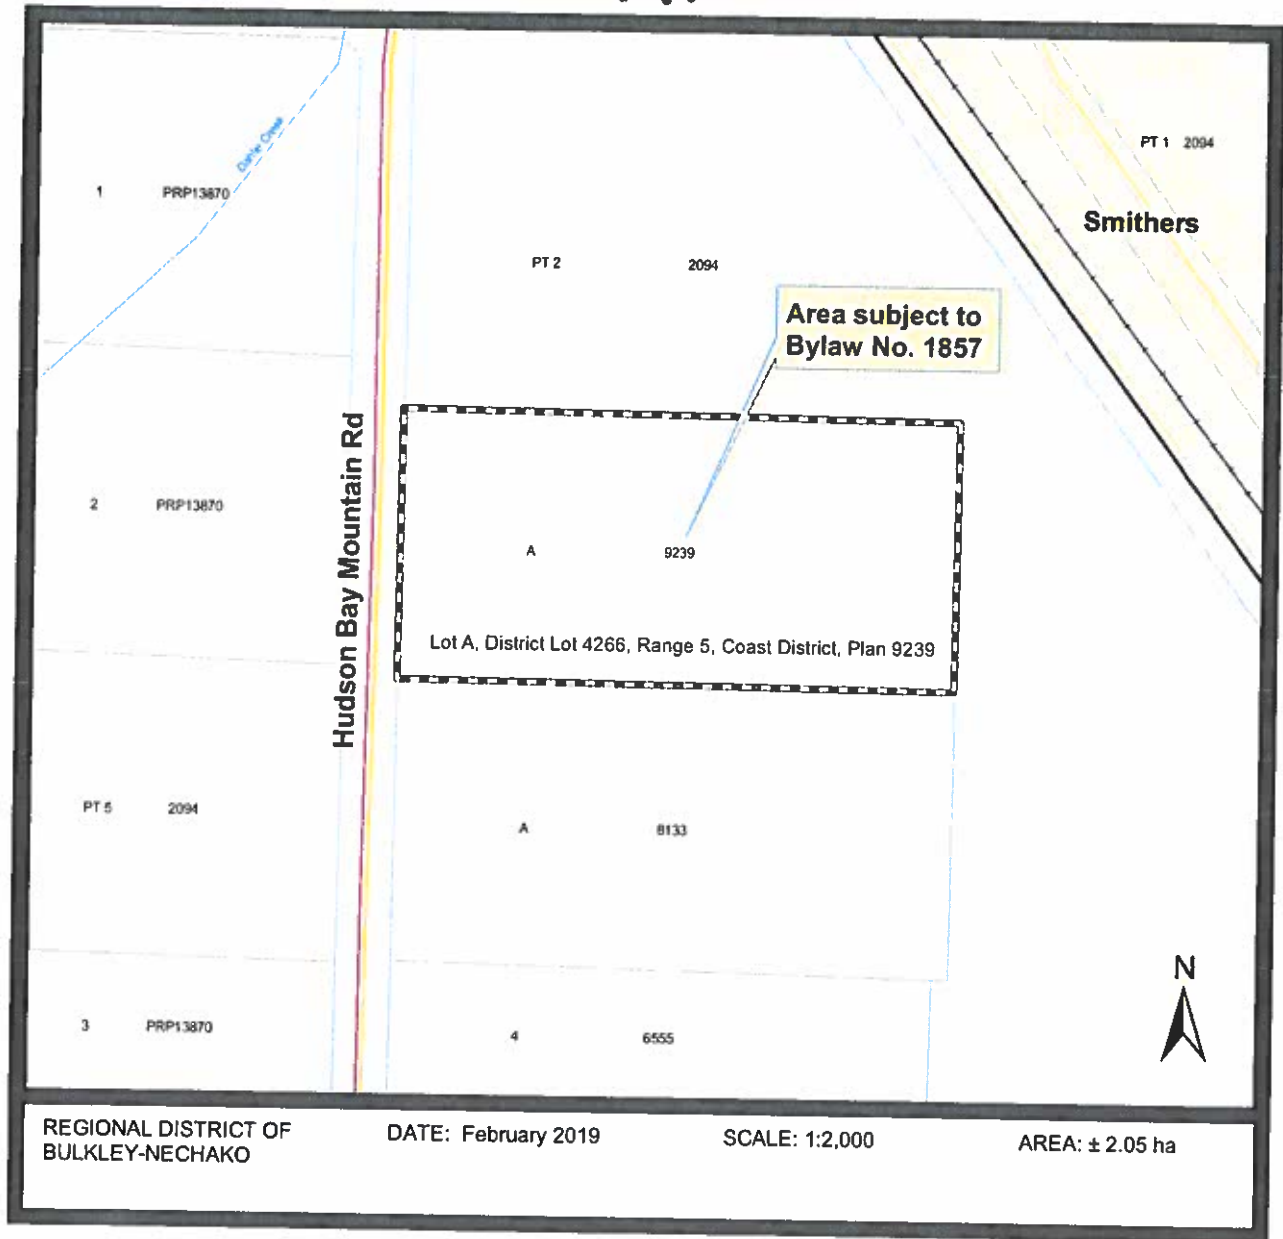 PT 1 2094
Smithers
1 PRP13870
PT 2 2094
Area subject to
Bylaw No. 1857
2 PRP13870
Hudson Bay Mountain Rd
A 9239
Lot A, District Lot 4266, Range 5, Coast District, Plan 9239
PT 5 2094
A 8133
N
3 PRP13870
4 6555
REGIONAL DISTRICT OF
BULKLEY-NECHAKO
DATE: February 2019
SCALE: 1:2,000
AREA: ± 2.05 ha